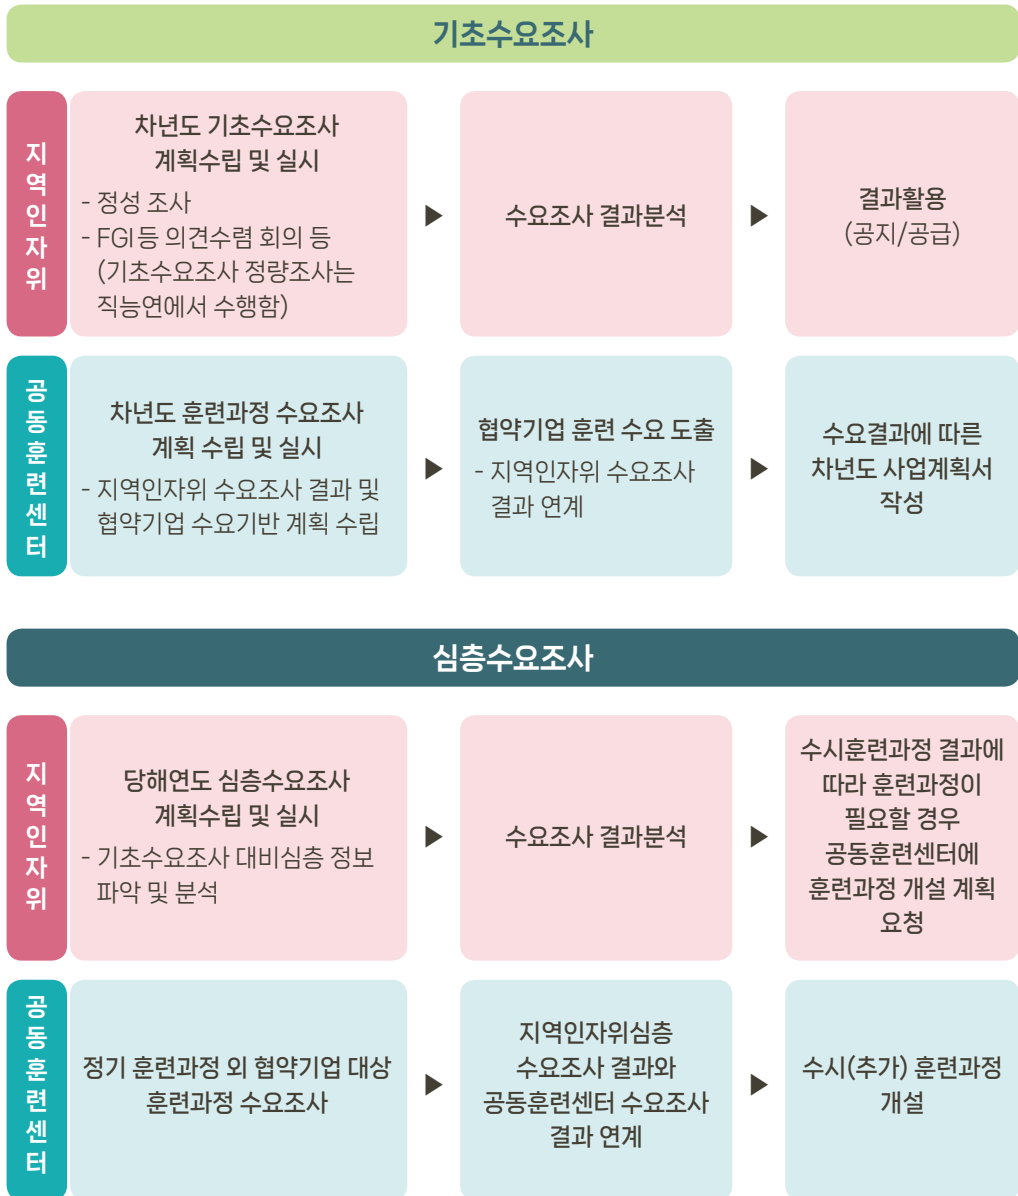 기초수요조사
지역인자위
차년도 기초수요조사
계획수립 및 실시
- 정성 조사
- FGI 등 의견수렴 회의 등
(기초수요조사 정량조사는
직능연에서 수행함)
▶
수요조사 결과분석
▶
결과활용
(공지/공급)
공동훈련센터
차년도 훈련과정 수요조사
계획 수립 및 실시
- 지역인자위 수요조사 결과 및
협약기업 수요기반 계획 수립
▶
협약기업 훈련 수요 도출
- 지역인자위 수요조사
결과 연계
▶
수요결과에 따른
차년도 사업계획서
작성
심층수요조사
지역인자위
당해연도 심층수요조사
계획수립 및 실시
- 기초수요조사 대비심층 정보
파악 및 분석
▶
수요조사 결과분석
▶
수시훈련과정 결과에
따라 훈련과정이
필요할 경우
공동훈련센터에
훈련과정 개설 계획
요청
공동훈련센터
정기 훈련과정 외 협약기업 대상
훈련과정 수요조사
▶
지역인자위심층
수요조사 결과와
공동훈련센터 수요조사
결과 연계
▶
수시(추가) 훈련과정
개설